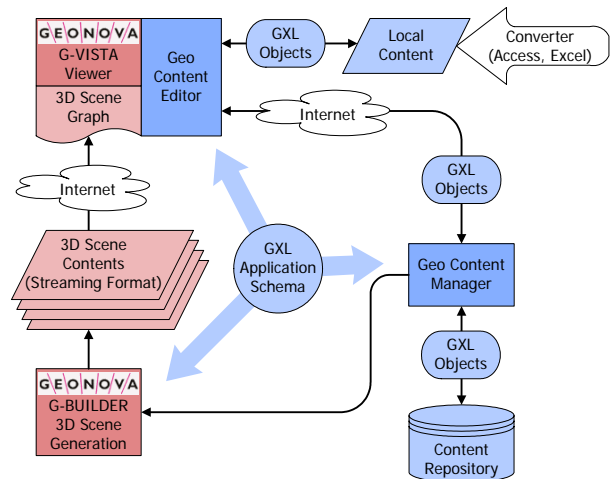 GEONOVA
G-VISTA
Viewer
3D Scene
Graph
Geo
Content
Editor
GXL
Objects
Local
Content
Converter
(Access, Excel)
Internet
GXL
Objects
Internet
3D Scene
Contents
(Streaming Format)
GXL
Application
Schema
Geo Content
Manager
GXL
Objects
GEONOVA
G-BUILDER
3D Scene
Generation
Content
Repository